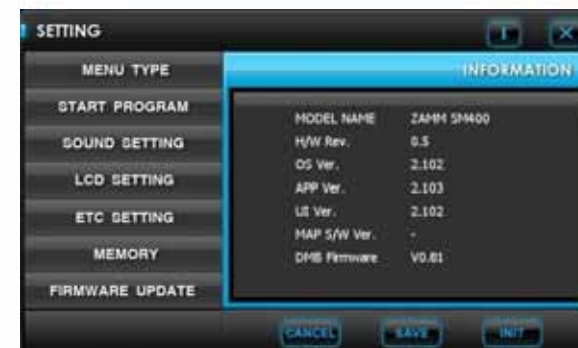 SETTING
MENU TYPE
START PROGRAM
SOUND SETTING
LCD SETTING
ETC SETTING
MEMORY
FIRMWARE UPDATE
INFORMATION
MODEL NAME ZAMM SM400
H/W Rev. 0.5
OS Ver. 2.102
APP Ver. 2.103
UI Ver. 2.102
MAP S/W Ver. -
DMB Firmware V0.81
CANCEL SAVE INIT